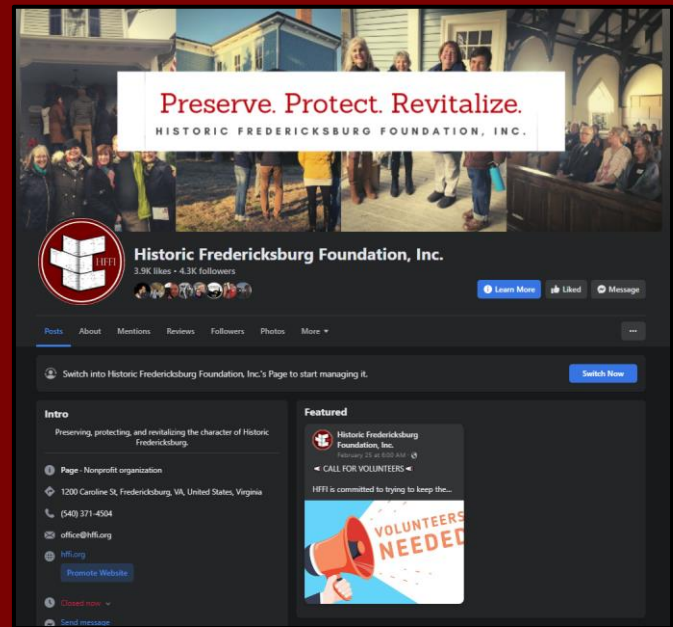 Preserve. Protect. Revitalize.
HISTORIC FREDERICKSBURG FOUNDATION, INC.
HFFI
Historic Fredericksburg Foundation, Inc.
3.9K likes • 4.3K followers
Learn More
Liked
Message
Posts
About
Mentions
Reviews
Followers
Photos
More
Switch into Historic Fredericksburg Foundation, Inc.'s Page to start managing it.
Switch Now
Intro
Preserving, protecting, and revitalizing the character of Historic
Fredericksburg.
Page · Nonprofit organization
1200 Caroline St, Fredericksburg, VA, United States, Virginia
(540) 371-4504
office@hffi.org
hffi.org
Promote Website
Closed now
Send message
Featured
Historic Fredericksburg
Foundation, Inc.
February 25 at 8:00 AM ·
CALL FOR VOLUNTEERS
HFFI is committed to trying to keep the...
VOLUNTEERS
NEEDED